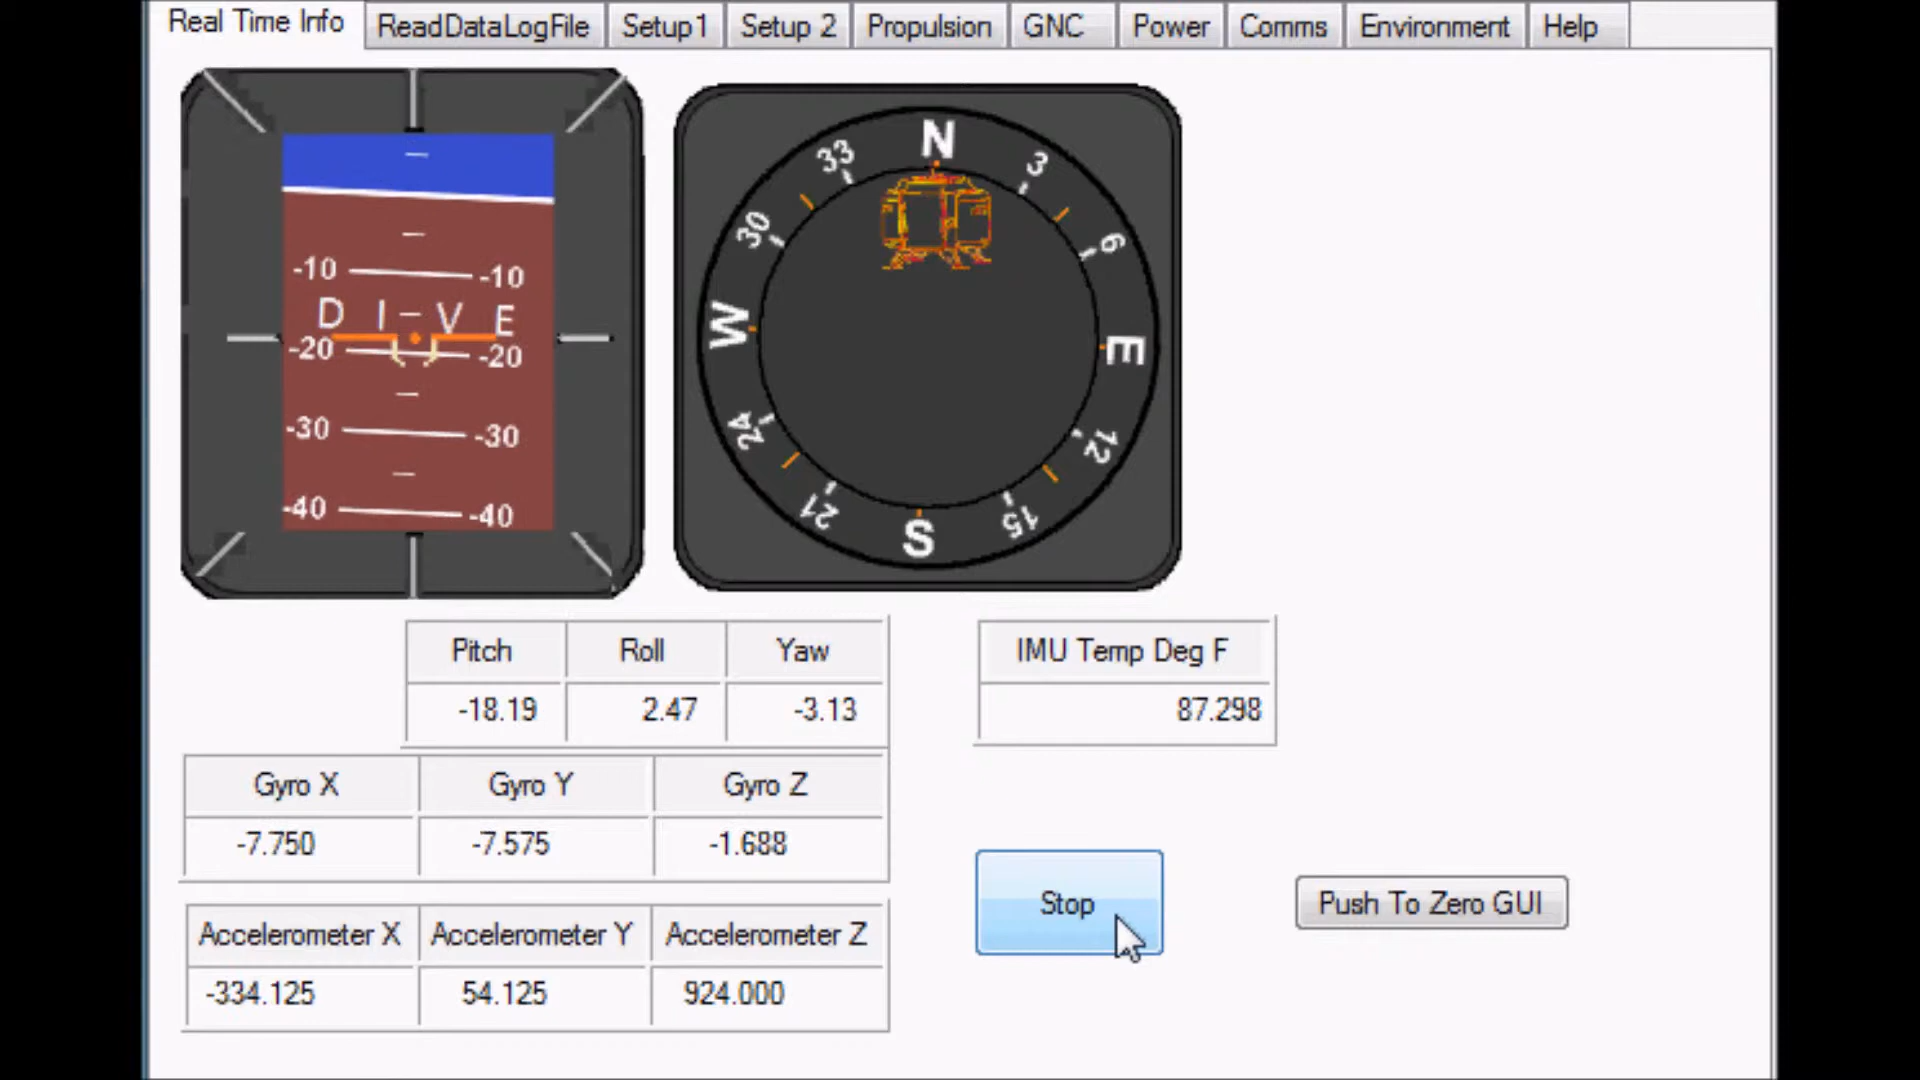 Real Time Info ReadDataLogFile Setup1 Setup 2 Propulsion GNC Power Comms Environment Help
-10 -10
D I V E
-20 -20
-30 -30
-40 -40
N
33 3
30 6
W E
24 12
21 15
S
Pitch Roll Yaw
-18.19 2.47 -3.13
IMU Temp Deg F
87.298
Gyro X Gyro Y Gyro Z
-7.750 -7.575 -1.688
Stop Push To Zero GUI
Accelerometer X Accelerometer Y Accelerometer Z
-334.125 54.125 924.000